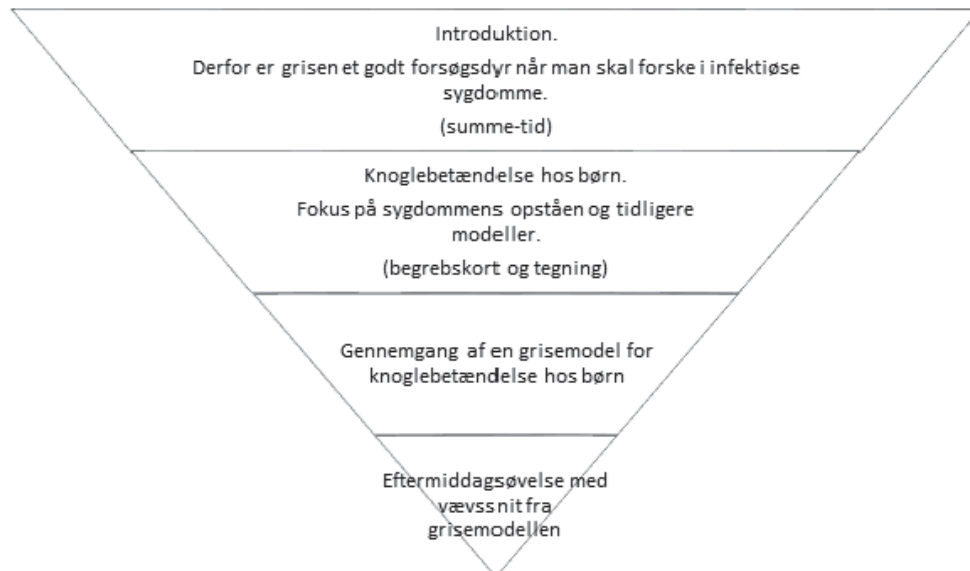 Introduktion.
Derfor er grisen et godt forsøgsdyr når man skal forske i infektiøse
sygdomme.
(summe-tid)
Knoglebetændelse hos børn.
Fokus på sygdommens opståen og tidligere
modeller.
(begrebskort og tegning)
Gennemgang af en grisemodel for
knoglebetændelse hos børn
Eftermiddagsøvelse med
vævssnit fra
grisemodellen